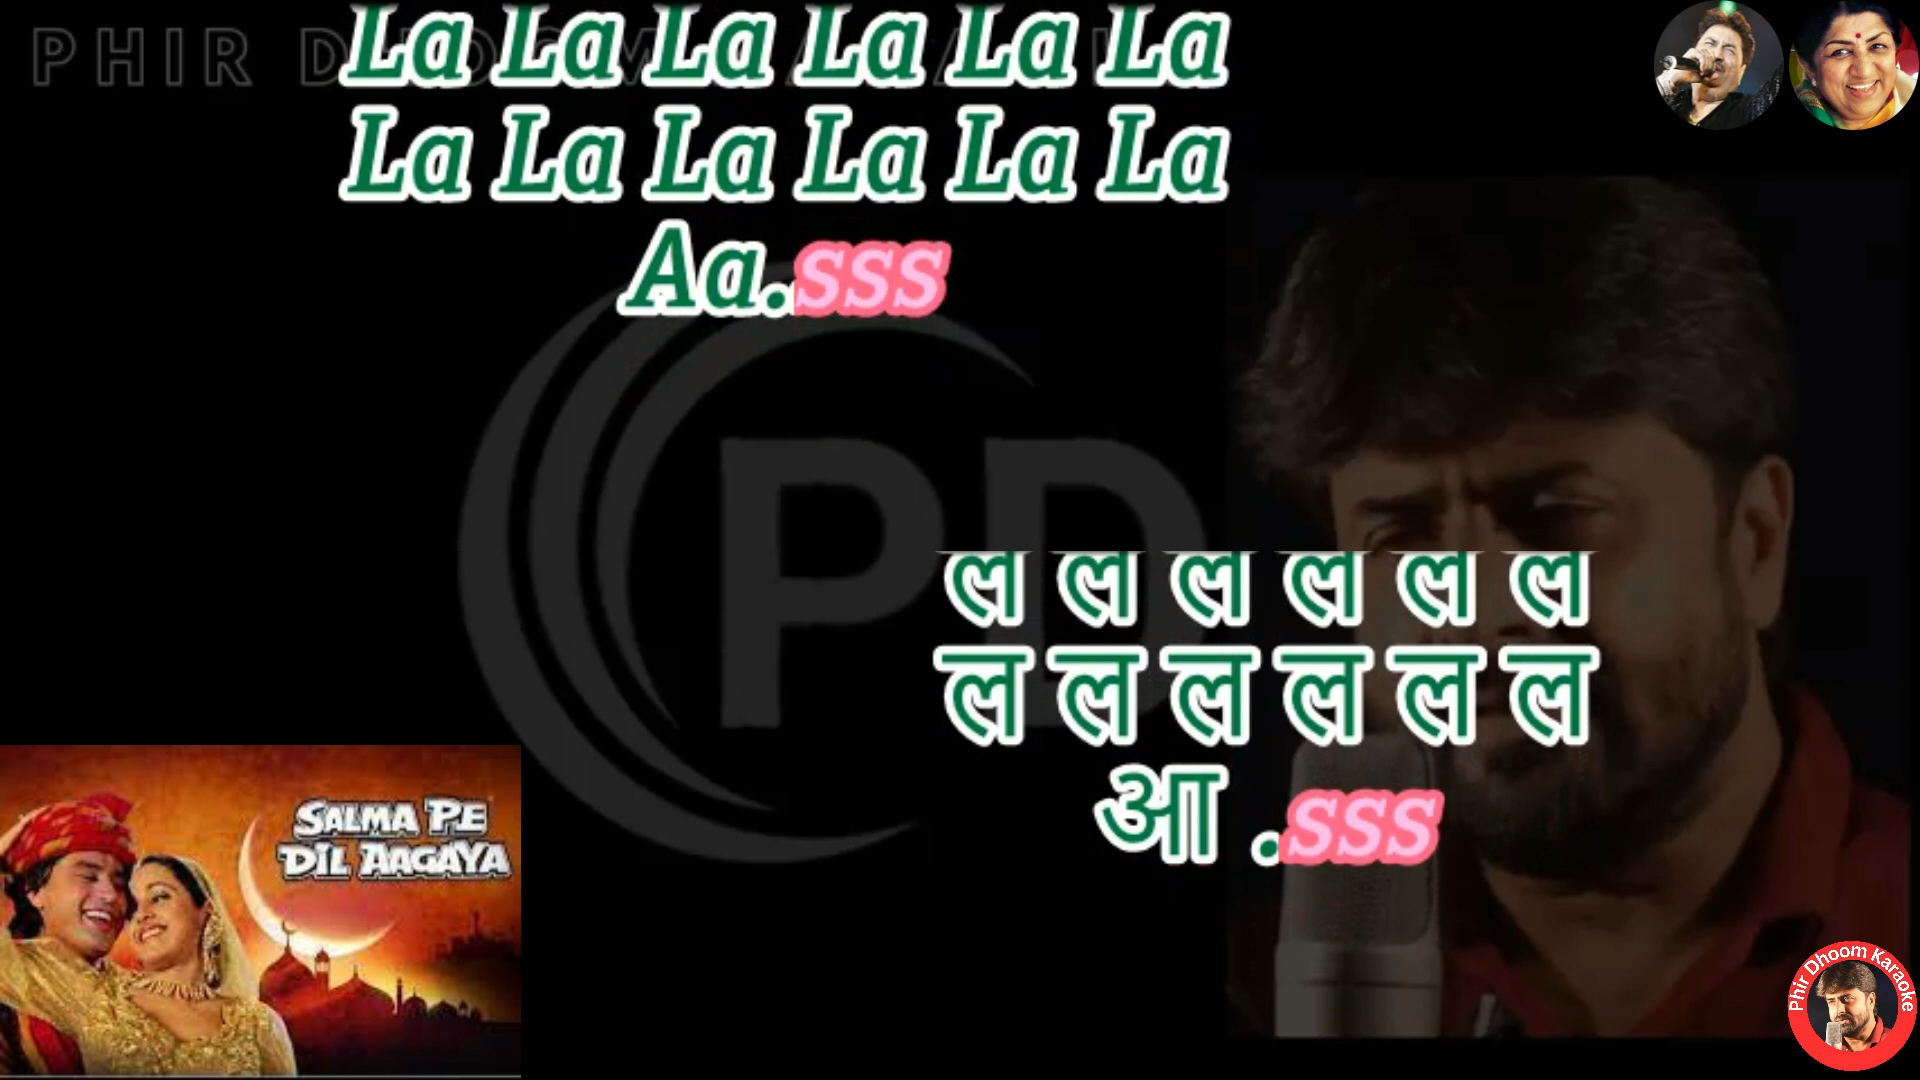 PHIR D
La La La La La La
La La La La La La
Aa.sss
PD
ल ल ल ल ल ल
ल ल ल ल ल ल
आ .sss
SALMA PE
DIL AAGAYA
Phir Dhoom Karaoke